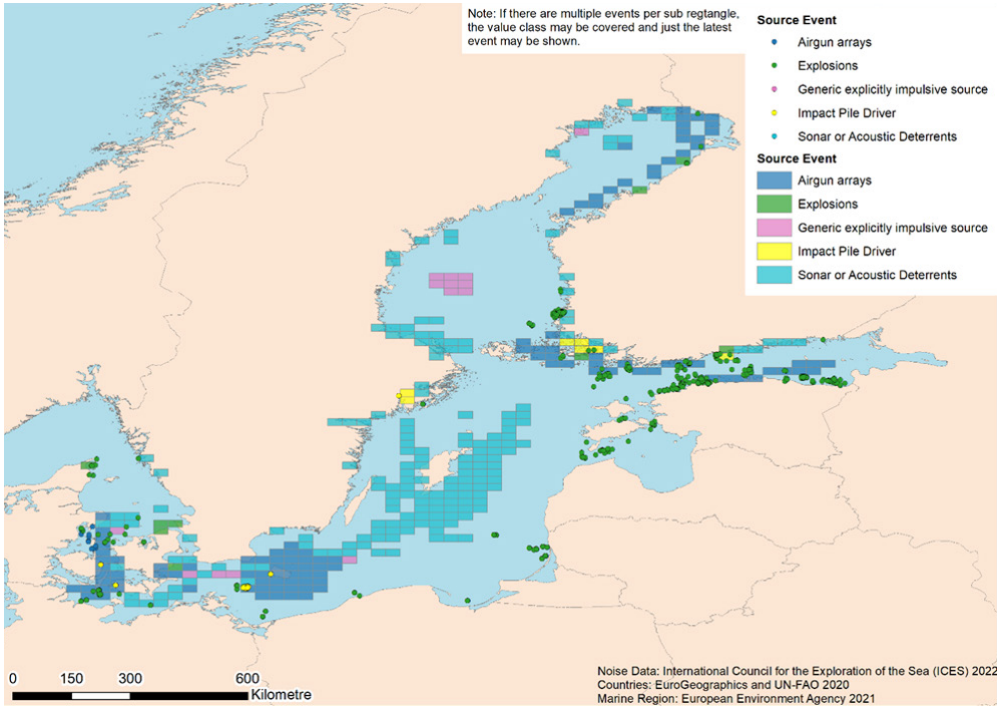 Note: If there are multiple events per sub regtangle,
the value class may be covered and just the latest
event may be shown.
Source Event
Airgun arrays
Explosions
Generic explicitly impulsive source
Impact Pile Driver
Sonar or Acoustic Deterrents
Source Event
Airgun arrays
Explosions
Generic explicitly impulsive source
Impact Pile Driver
Sonar or Acoustic Deterrents
0 150 300 600
Kilometre
Noise Data: International Council for the Exploration of the Sea (ICES) 2022
Countries: EuroGeographics and UN-FAO 2020
Marine Region: European Environment Agency 2021